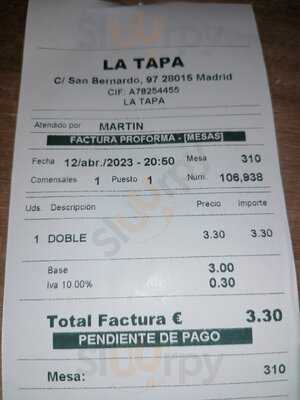 LA TAPA
C/ San Bernardo, 97 28015 Madrid
CIF: A78254455
LA TAPA
Atendido por MARTIN
FACTURA PROFORMA - [MESAS]
Fecha 12/abr./2023 - 20:50 Mesa 310
Comensales 1 Puesto 1 Num. 106,938
Uds. Descripción Precio Importe
1 DOBLE 3.30 3.30
Base 3.00
Iva 10.00% 0.30
Total Factura € 3.30
PENDIENTE DE PAGO
Mesa: 310